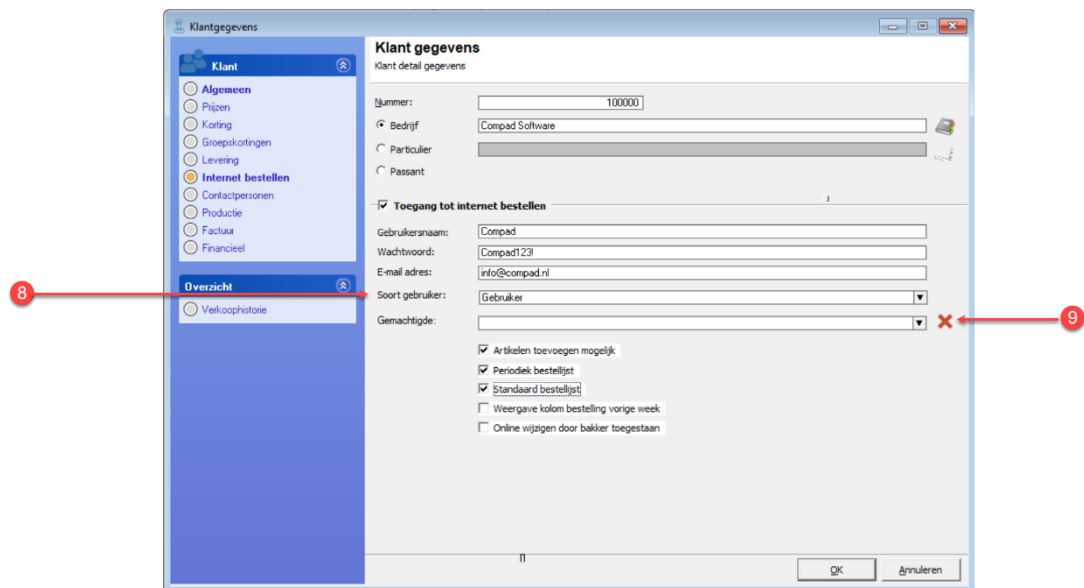 Klantgegevens
Klant
Algemeen
Prijzen
Korting
Groepskortingen
Levering
Internet bestellen
Contactpersonen
Productie
Factuur
Financieel
Overzicht
Verkoophistorie
Klant gegevens
Klant detail gegevens
Nummer: 100000
Bedrijf Compad Software
Particulier
Passant
Toegang tot internet bestellen
Gebruikersnaam: Compad
Wachtwoord: Compad123!
E-mail adres: info@compad.nl
8 Soort gebruiker: Gebruiker
Gemachtigde: 9
Artikelen toevoegen mogelijk
Periodiek bestellijst
Standaard bestellijst
Weergave kolom bestelling vorige week
Online wijzigen door bakker toegestaan
OK Annuleren